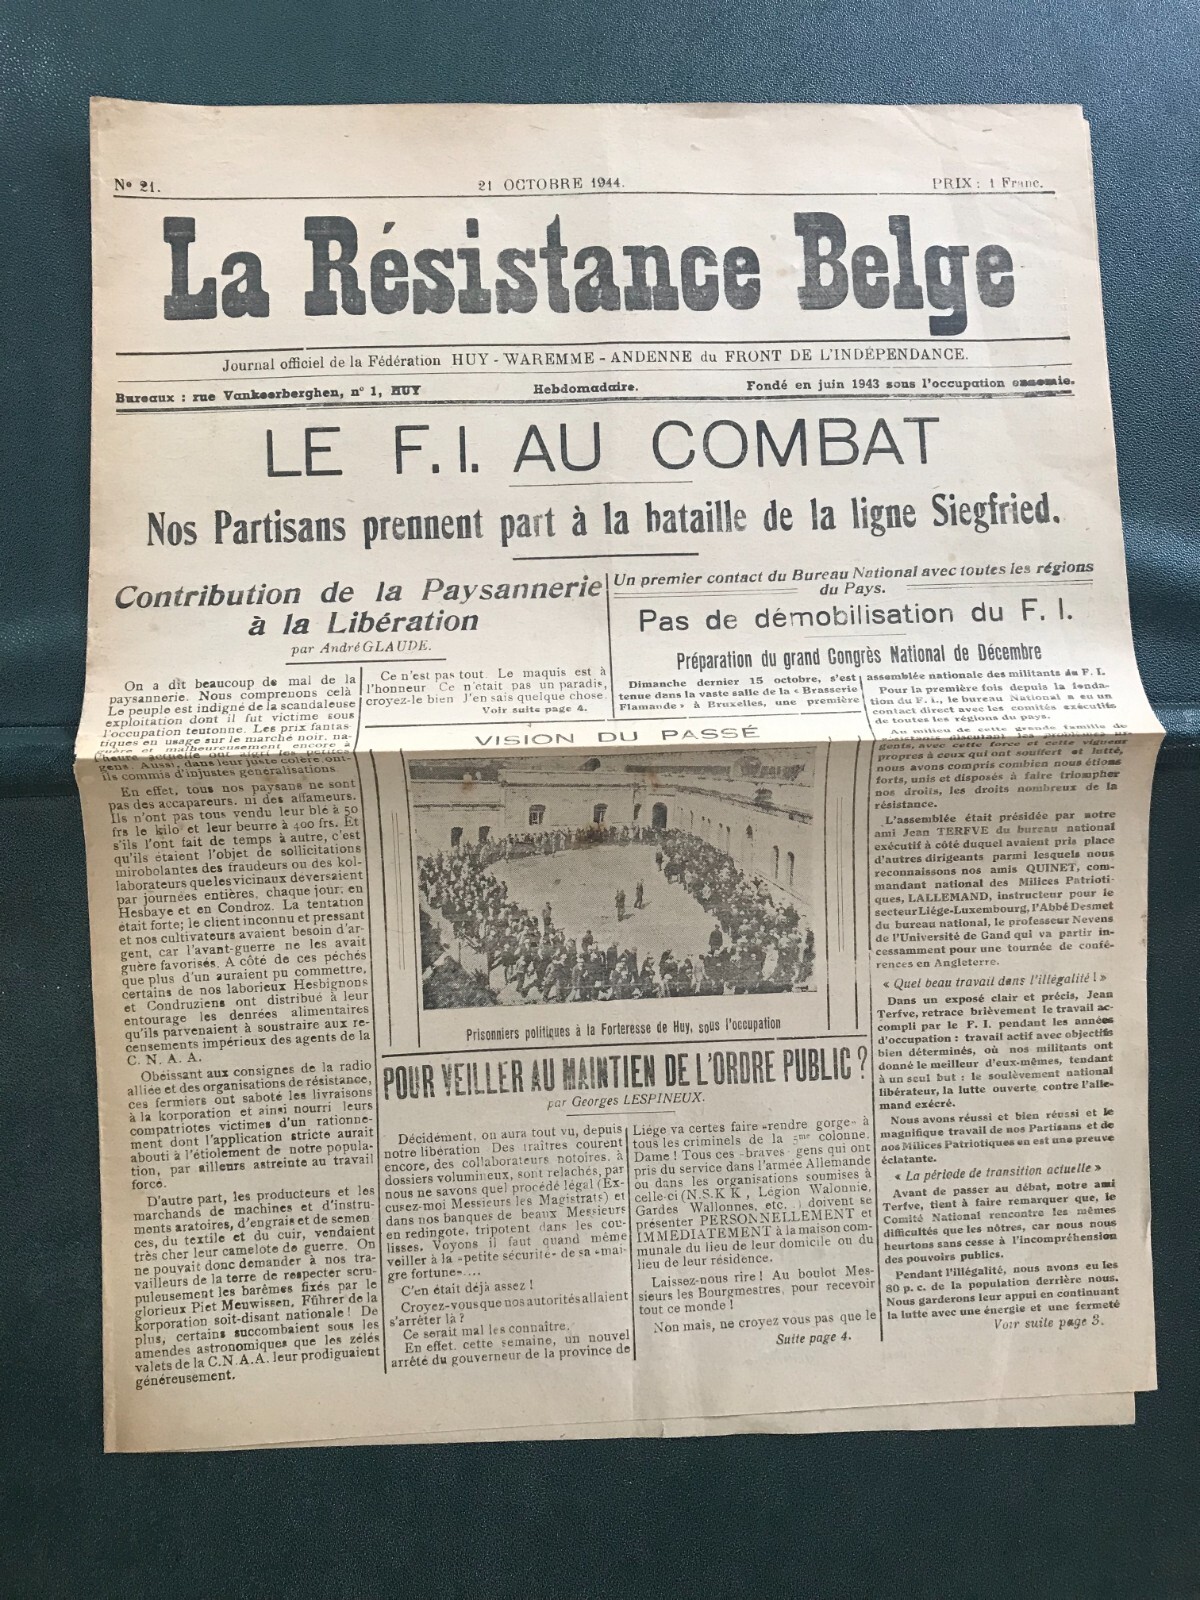 N° 21.
21 OCTOBRE 1944.
PRIX : 1 Franc.
La Résistance Belge
Journal officiel de la Fédération HUY - WAREMME - ANDENNE du FRONT DE L'INDÉPENDANCE.
Bureaux : rue Vankeerberghen, n° 1, HUY
Hebdomadaire.
Fondé en juin 1943 sous l'occupation ennemie.
LE F. I. AU COMBAT
Nos Partisans prennent part à la bataille de la ligne Siegfried.
Contribution de la Paysannerie
à la Libération
par André GLAUDE.
On a dit beaucoup de mal de la
paysannerie. Nous comprenons celà
Le peuple est indigné de la scandaleuse
exploitation dont il fut victime sous
l'occupation teutonne. Les prix fantas-
tiques en usage sur le marché noir, na-
guère et malheureusement encore à
l'heure actuelle ont aigri les petites
gens. Aussi, dans leur juste colère ont-
ils commis d'injustes généralisations
En effet, tous nos paysans ne sont
pas des accapareurs, ni des affameurs.
Ils n'ont pas tous vendu leur blé à 50
frs le kilo et leur beurre à 400 frs. Et
s'ils l'ont fait de temps à autre, c'est
qu'ils étaient l'objet de sollicitations
mirobolantes des fraudeurs ou des kol-
laborateurs que les vicinaux déversaient
par journées entières, chaque jour, en
Hesbaye et en Condroz. La tentation
était forte; le client inconnu et pressant
et nos cultivateurs avaient besoin d'ar-
gent, car l'avant-guerre ne les avait
guère favorisés. A côté de ces péchés
que plus d'un auraient pu commettre,
certains de nos laborieux Hesbignons
et Condruziens ont distribué à leur
entourage les denrées alimentaires
qu'ils parvenaient à soustraire aux re-
censements impérieux des agents de la
C. N. A. A.
Obéissant aux consignes de la radio
alliée et des organisations de résistance,
ces fermiers ont saboté les livraisons
à la korporation et ainsi nourri leurs
compatriotes victimes d'un rationne-
ment dont l'application stricte aurait
abouti à l'étiolement de notre popula-
tion, par ailleurs astreinte au travail
forcé.
D'autre part, les producteurs et les
marchands de machines et d'instru-
ments aratoires, d'engrais et de semen
ces, du textile et du cuir, vendaient
très cher leur camelote de guerre. On
ne pouvait donc demander à nos tra-
vailleurs de la terre de respecter scru-
puleusement les barèmes fixés par le
glorieux Piet Meuwissen, Führer de la
korporation soit-disant nationale ! De
plus, certains succombaient sous les
amendes astronomiques que les zélés
valets de la C.N.A.A. leur prodiguaient
généreusement.
Ce n'est pas tout. Le maquis est à
l'honneur Ce n'était pas un paradis,
croyez-le bien J'en sais quelque chose.
Voir suite page 4.
Un premier contact du Bureau National avec toutes les régions
du Pays.
Pas de démobilisation du F. I.
Préparation du grand Congrès National de Décembre
Dimanche dernier 15 octobre, s'est
tenue dans la vaste salle de la « Brasserie
Flamande » à Bruxelles, une première
assemblée nationale des militants du F. I.
Pour la première fois depuis la fonda-
tion du F. I., le bureau National a eu un
contact direct avec les comités exécutifs
de toutes les régions du pays.
Au milieu de cette grande famille de
résistants discutant les problèmes ur-
gents, avec cette force et cette vigueur
propres à ceux qui ont souffert et lutté,
nous avons compris combien nous étions
forts, unis et disposés à faire triompher
nos droits, les droits nombreux de la
résistance.
L'assemblée était présidée par notre
ami Jean TERFVE du bureau national
exécutif à côté duquel avaient pris place
d'autres dirigeants parmi lesquels nous
reconnaissons nos amis QUINET, com-
mandant national des Milices Patrioti-
ques, LALLEMAND, instructeur pour le
secteur Liége-Luxembourg, l'Abbé Desmet
du bureau national, le professeur Nevens
de l'Université de Gand qui va partir in-
cessamment pour une tournée de confé-
rences en Angleterre.
« Quel beau travail dans l'illégalité ! »
Dans un exposé clair et précis, Jean
Terfve, retrace brièvement le travail ac-
compli par le F. I. pendant les années
d'occupation : travail actif avec objectifs
bien déterminés, où nos militants ont
donné le meilleur d'eux-mêmes, tendant
à un seul but : le soulèvement national
libérateur, la lutte ouverte contre l'alle-
mand exécré.
Nous avons réussi et bien réussi et le
magnifique travail de nos Partisans et de
nos Milices Patriotiques en est une preuve
éclatante.
« La période de transition actuelle »
Avant de passer au débat, notre ami
Terfve, tient à faire remarquer que, le
Comité National rencontre les mêmes
difficultés que les nôtres, car nous nous
heurtons sans cesse à l'incompréhension
des pouvoirs publics.
Pendant l'illégalité, nous avons eu les
80 p. c. de la population derrière nous.
Nous garderons leur appui en continuant
la lutte avec une énergie et une fermeté
Voir suite page 3.
VISION DU PASSÉ
Prisonniers politiques à la Forteresse de Huy, sous l'occupation
POUR VEILLER AU MAINTIEN DE L'ORDRE PUBLIC ?
par Georges LESPINEUX.
Décidément, on aura tout vu, depuis
notre libération Des traîtres courent
encore, des collaborateurs notoires, à
dossiers volumineux, sont relachés, par
nous ne savons quel procédé légal (Ex-
cusez-moi Messieurs les Magistrats) et
dans nos banques de beaux Messieurs
en redingote, tripotent dans les cou-
lisses. Voyons il faut quand même
veiller à la «petite sécurité» de sa «mai-
gre fortune»....
C'en était déjà assez !
Croyez-vous que nos autorités allaient
s'arrêter là ?
Ce serait mal les connaître.
En effet, cette semaine, un nouvel
arrêté du gouverneur de la province de
Liége va certes faire «rendre gorge» à
tous les criminels de la 5me colonne.
Dame ! Tous ces «braves» gens qui ont
pris du service dans l'armée Allemande
ou dans les organisations soumises à
celle-ci (N.S.K K, Légion Wallonie,
Gardes Wallonnes, etc. ) doivent se
présenter PERSONNELLEMENT et
IMMÉDIATEMENT à la maison com-
munale du lieu de leur domicile ou du
lieu de leur résidence.
Laissez-nous rire ! Au boulot Mes-
sieurs les Bourgmestres, pour recevoir
tout ce monde !
Non mais, ne croyez vous pas que le
Suite page 4.